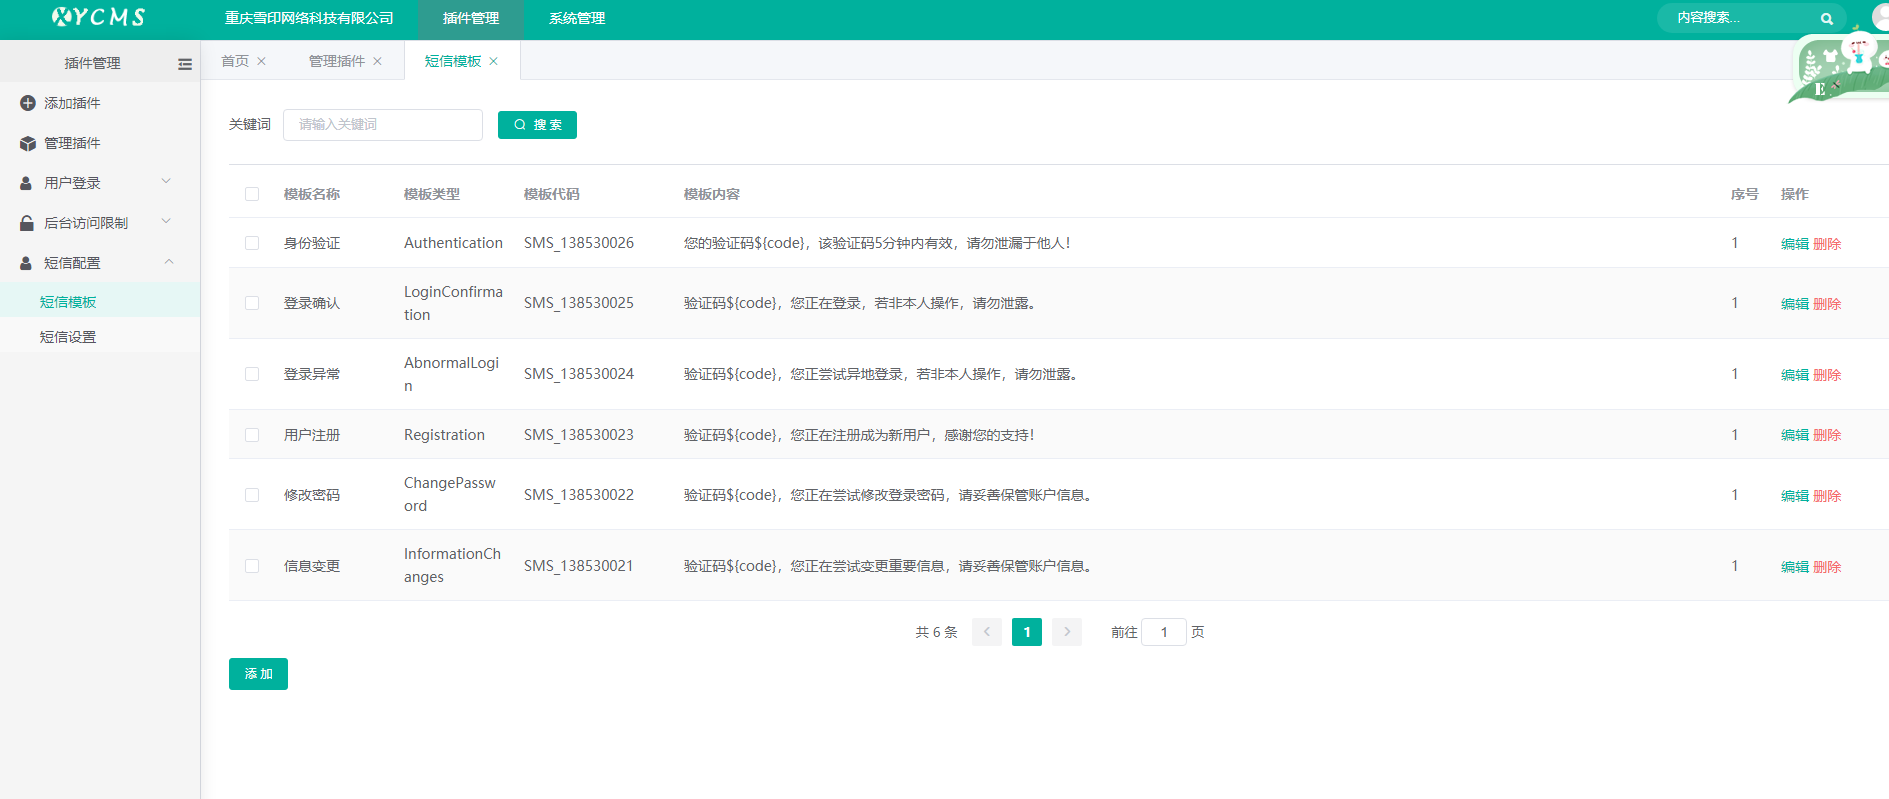 XYCMS
重庆雪印网络科技有限公司 插件管理 系统管理 内容搜索...
插件管理
首页 管理插件 短信模板
E
添加插件
管理插件
用户登录
后台访问限制
短信配置
短信模板
短信设置
关键词 请输入关键词 搜 索
模板名称 模板类型 模板代码 模板内容 序号 操作
身份验证 Authentication SMS_138530026 您的验证码${code}，该验证码5分钟内有效，请勿泄漏于他人！ 1 编辑 删除
登录确认 LoginConfirma
tion SMS_138530025 验证码${code}，您正在登录，若非本人操作，请勿泄露。 1 编辑 删除
登录异常 AbnormalLogi
n SMS_138530024 验证码${code}，您正尝试异地登录，若非本人操作，请勿泄露。 1 编辑 删除
用户注册 Registration SMS_138530023 验证码${code}，您正在注册成为新用户，感谢您的支持！ 1 编辑 删除
修改密码 ChangePassw
ord SMS_138530022 验证码${code}，您正在尝试修改登录密码，请妥善保管账户信息。 1 编辑 删除
信息变更 InformationCh
anges SMS_138530021 验证码${code}，您正在尝试变更重要信息，请妥善保管账户信息。 1 编辑 删除
共 6 条 1 前往 1 页
添 加